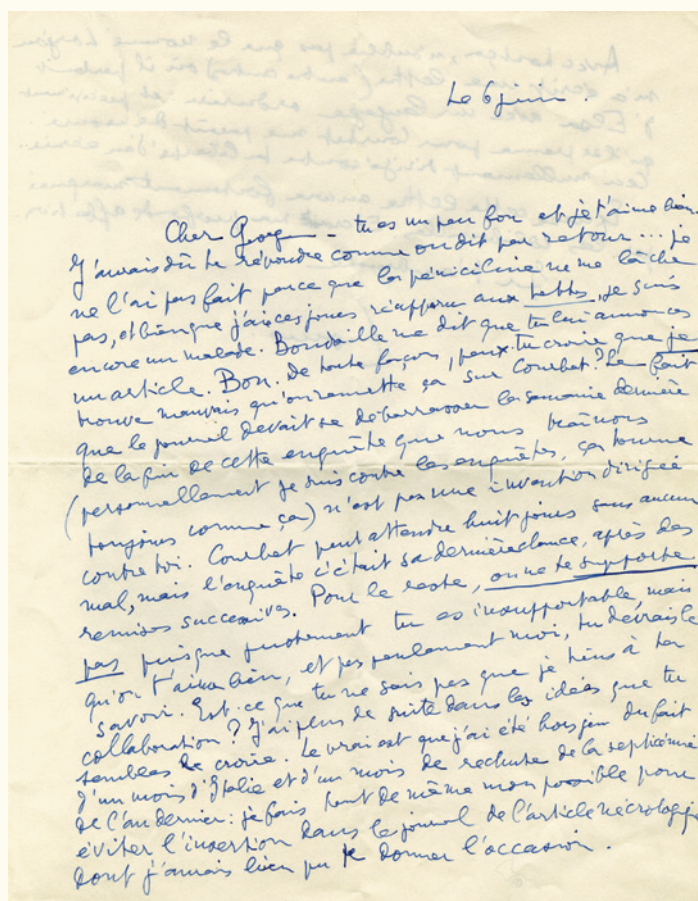 Le 6 juin.
Cher Georg — tu es un peu fou et je t'aime bien.
J'aurais dû te répondre comme on dit par retour... je
ne l'ai pas fait parce que la péniciline ne me lâche
pas, et bien que j'aie ces jours réapparu aux Lettres, je suis
encore un malade. Boudaille me dit que tu lui annonces
un article. Bon. De toute façon, peux-tu croire que je
trouve mauvais qu'on remette ça sur Courbet? Le fait
que le journal devait se débarrasser la semaine dernière
de la fin de cette enquête que nous traînons
(personnellement je suis contre les enquêtes, ça tourne
toujours comme ça) n'est pas une invention dirigée
contre toi. Courbet peut attendre huit jours sans aucun
mal, mais l'enquête c'était sa dernière chance, après des
remises successives. Pour le reste, on ne te supporte
pas puisque justement tu es insupportable, mais
qu'on t'aime bien, et pas seulement moi, tu devrais le
savoir. Est-ce que tu ne sais pas que je tiens à ta
collaboration? J'ai plus de suite dans les idées que tu
sembles le croire. Le vrai est que j'ai été hors jeu du fait
d'un mois d'Italie et d'un mois de rechute de la septicémie
de l'an dernier: je fais tout de même mon possible pour
éviter l'insertion dans le journal de l'article nécrologique
dont j'aurais bien pu te donner l'occasion.